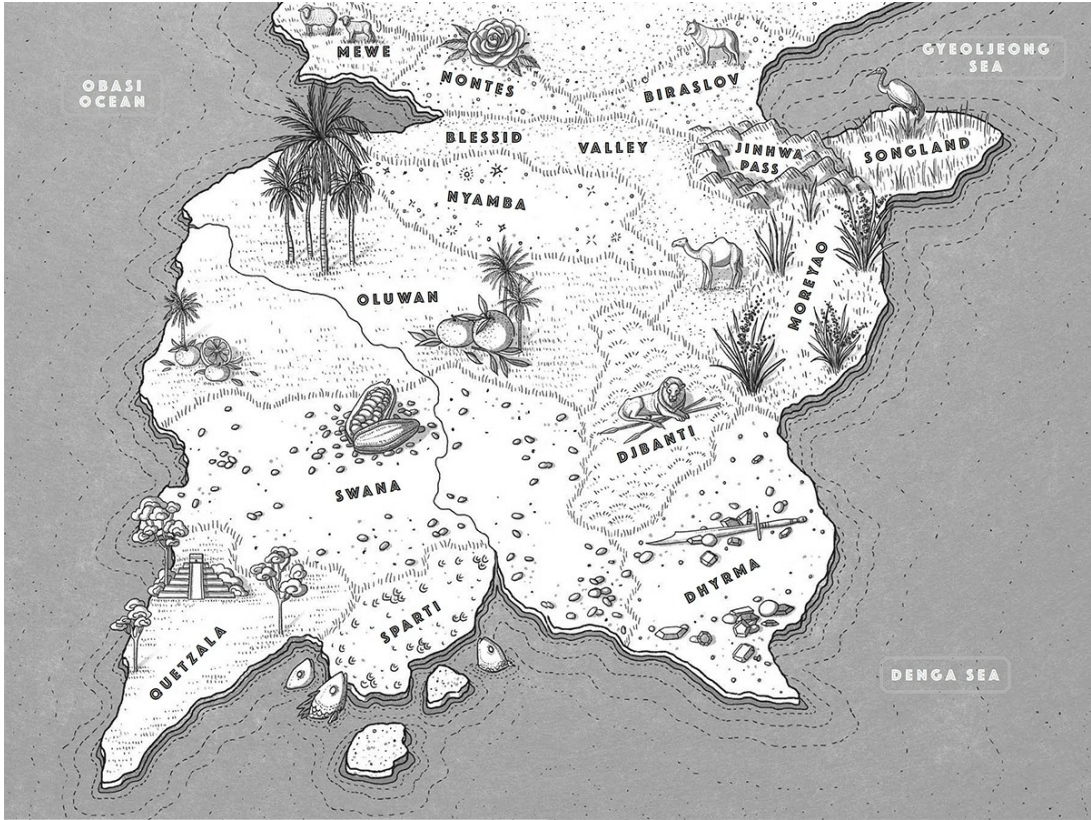 MEWE
NONTES
BIRASLOV
GYEOLJEONG
SEA
OBASI
OCEAN
BLESSID
VALLEY
JINHWA
PASS
SONGLAND
NYAMBA
MOREYAO
OLUWAN
DJBANTI
SWANA
DHYRMA
SPARTI
QUETZALA
DENGA SEA